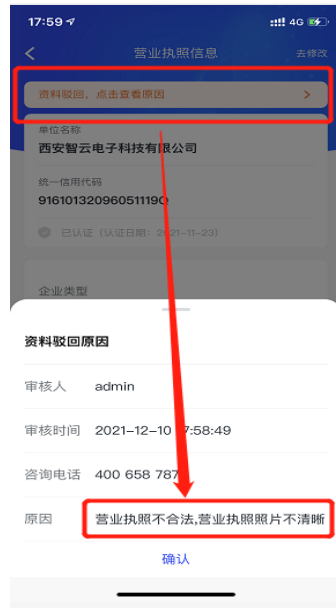 17:59
4G
营业执照信息
去修改
资料驳回，点击查看原因
单位名称
西安智云电子科技有限公司
统一信用代码
91610132096051119Q
已认证（认证日期：2021-11-23）
企业类型
资料驳回原因
审核人 admin
审核时间 2021-12-10 17:58:49
咨询电话 400 658 787
原因 营业执照不合法,营业执照照片不清晰
确认